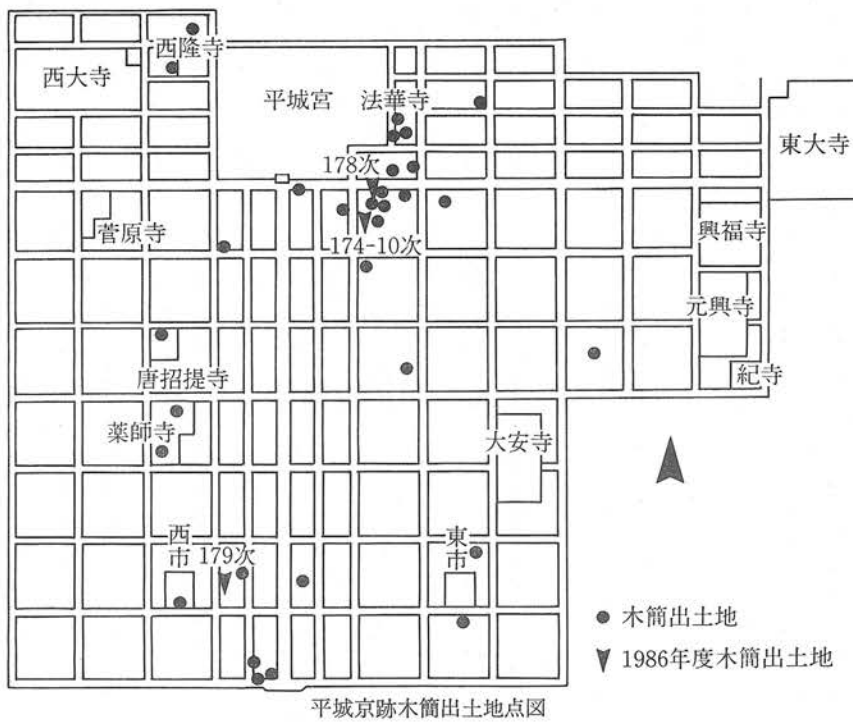 西隆寺
西大寺
平城宮
法華寺
東大寺
178次
菅原寺
174-10次
興福寺
元興寺
唐招提寺
紀寺
薬師寺
大安寺
西市
179次
東市
木簡出土地
1986年度木簡出土地
平城京跡木簡出土地点図